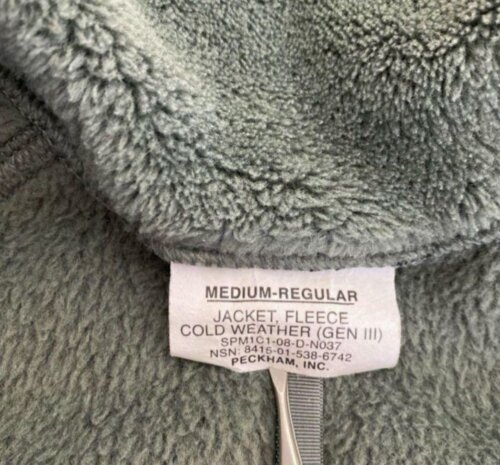 MEDIUM-REGULAR
JACKET, FLEECE
COLD WEATHER (GEN III)
SPM1C1-08-D-N037
NSN: 8415-01-538-6742
PECKHAM, INC.